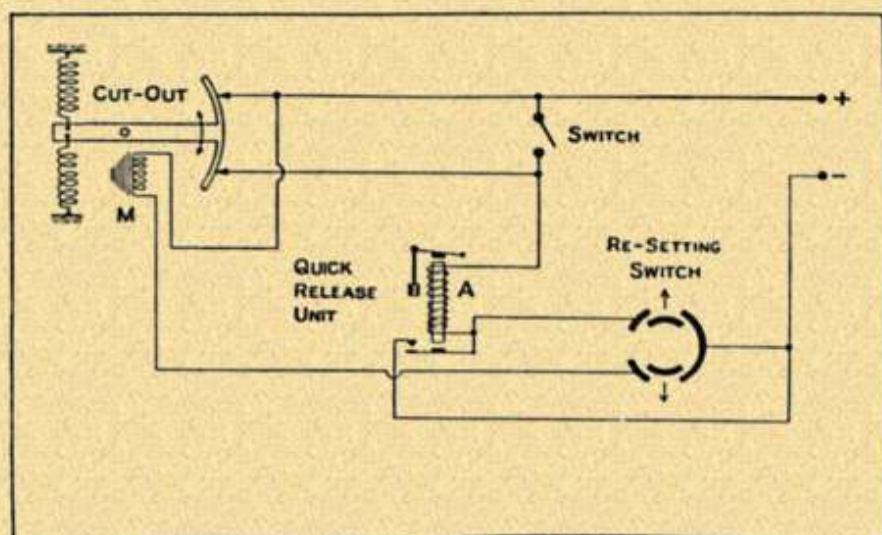 CUT-OUT
+
SWITCH
-
M
RE-SETTING
SWITCH
QUICK
RELEASE
UNIT
B
A